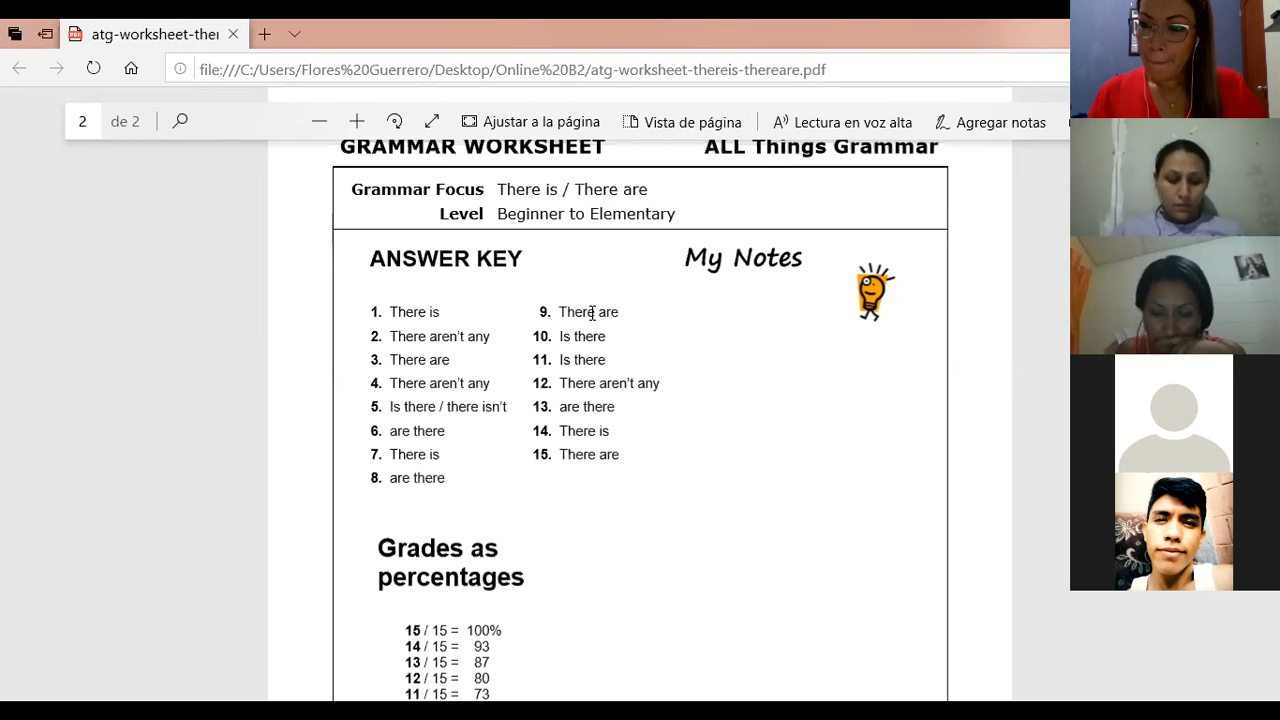 atg-worksheet-ther
file:///C:/Users/Flores%20Guerrero/Desktop/Online%20B2/atg-worksheet-thereis-thereare.pdf
2 de 2 Ajustar a la página Vista de página Lectura en voz alta Agregar notas
GRAMMAR WORKSHEET ALL Things Grammar
Grammar Focus There is / There are
Level Beginner to Elementary
ANSWER KEY
1. There is
2. There aren't any
3. There are
4. There aren't any
5. Is there / there isn't
6. are there
7. There is
8. are there
9. There are
10. Is there
11. Is there
12. There aren't any
13. are there
14. There is
15. There are
My Notes
Grades as
percentages
15 / 15 = 100%
14 / 15 = 93
13 / 15 = 87
12 / 15 = 80
11 / 15 = 73